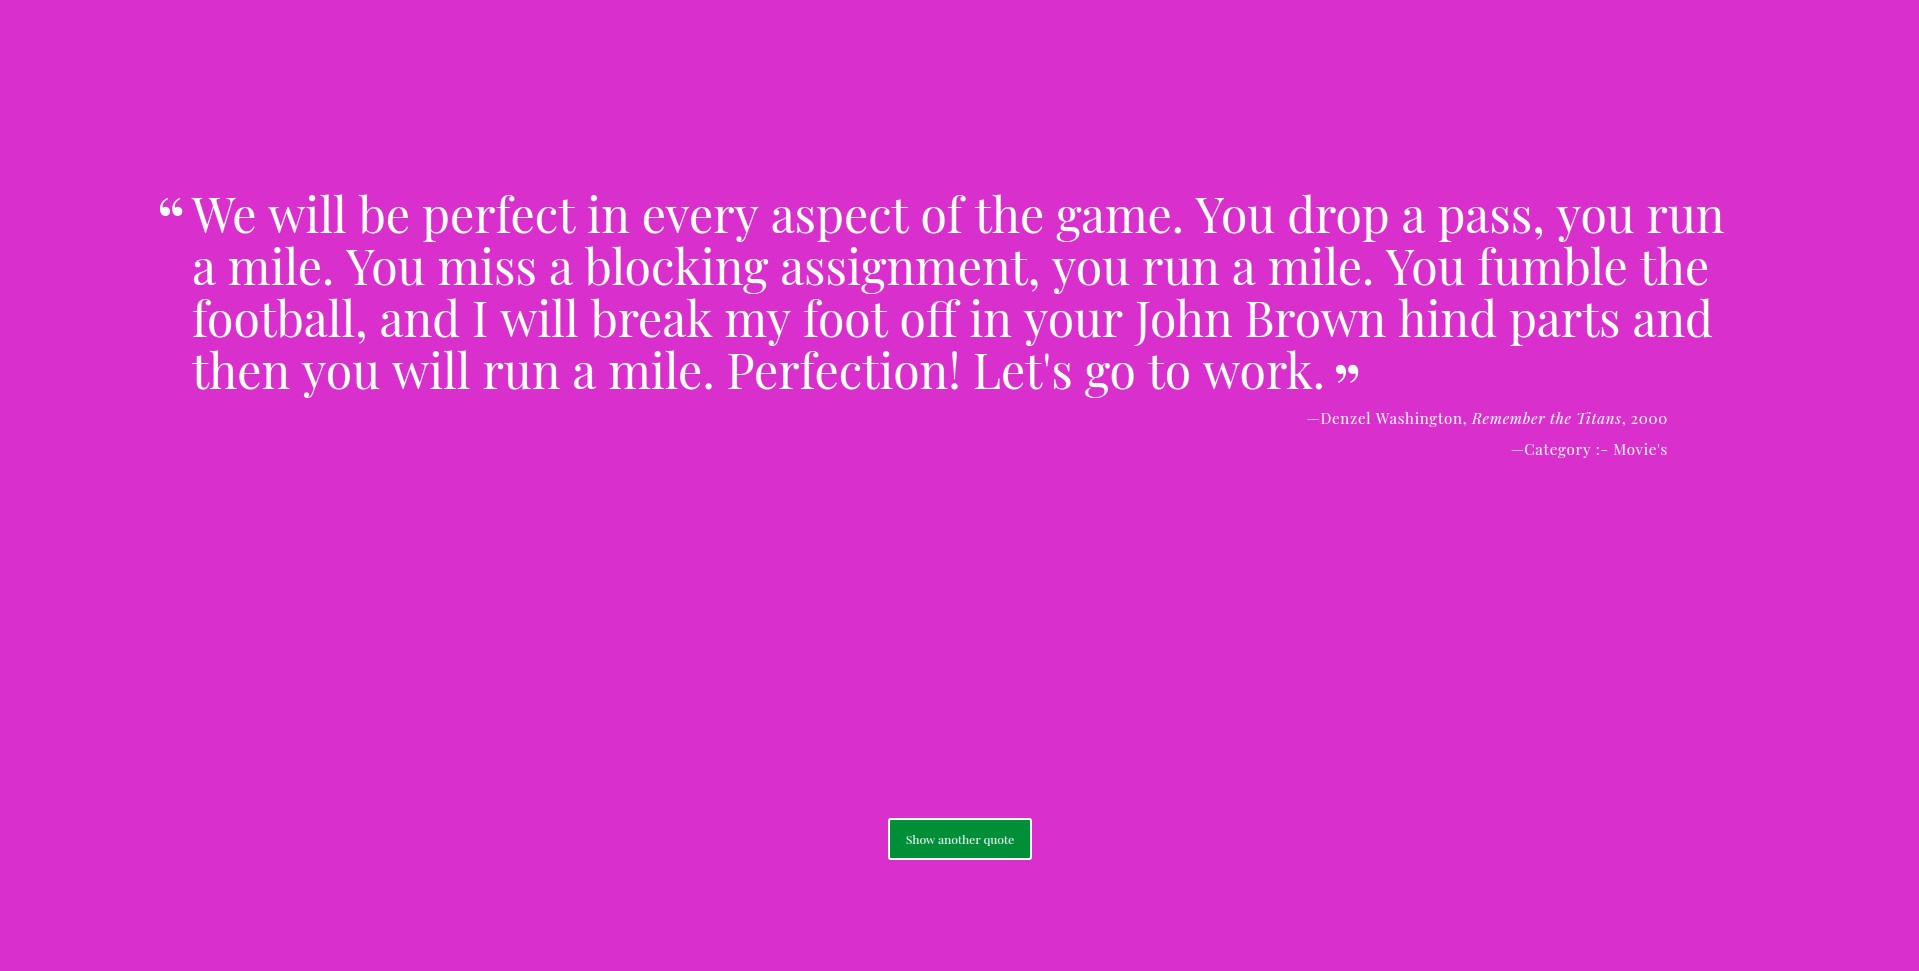 “ We will be perfect in every aspect of the game. You drop a pass, you run
a mile. You miss a blocking assignment, you run a mile. You fumble the
football, and I will break my foot off in your John Brown hind parts and
then you will run a mile. Perfection! Let's go to work. ”
—Denzel Washington, Remember the Titans, 2000
—Category :- Movie's
Show another quote